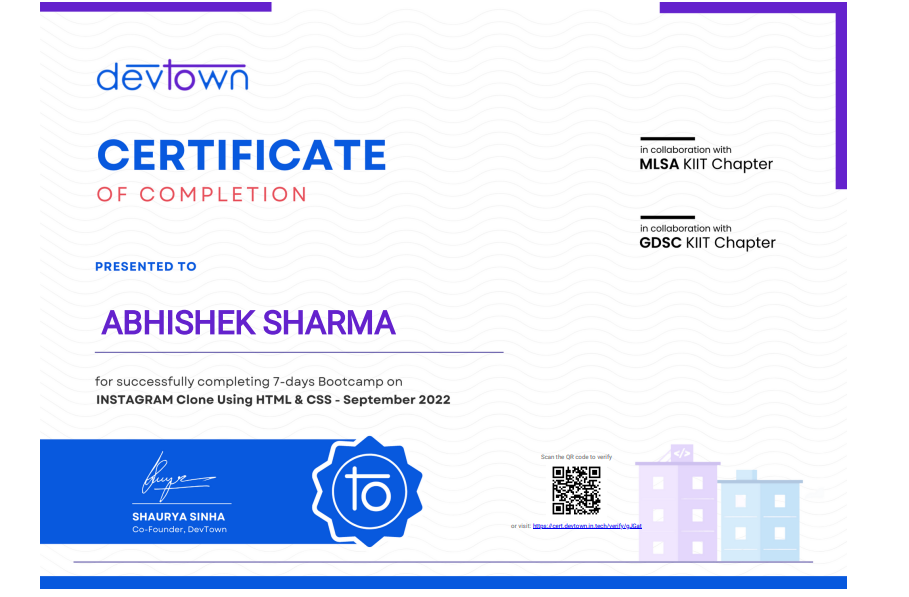 devtown
CERTIFICATE
OF COMPLETION
in collaboration with
MLSA KIIT Chapter
in collaboration with
GDSC KIIT Chapter
PRESENTED TO
ABHISHEK SHARMA
for successfully completing 7-days Bootcamp on
INSTAGRAM Clone Using HTML & CSS - September 2022
SHAURYA SINHA
Co-Founder, DevTown
to
Scan the QR code to verify
or visit: https://cert.devtown.in.tech/verify/gJGat
</>